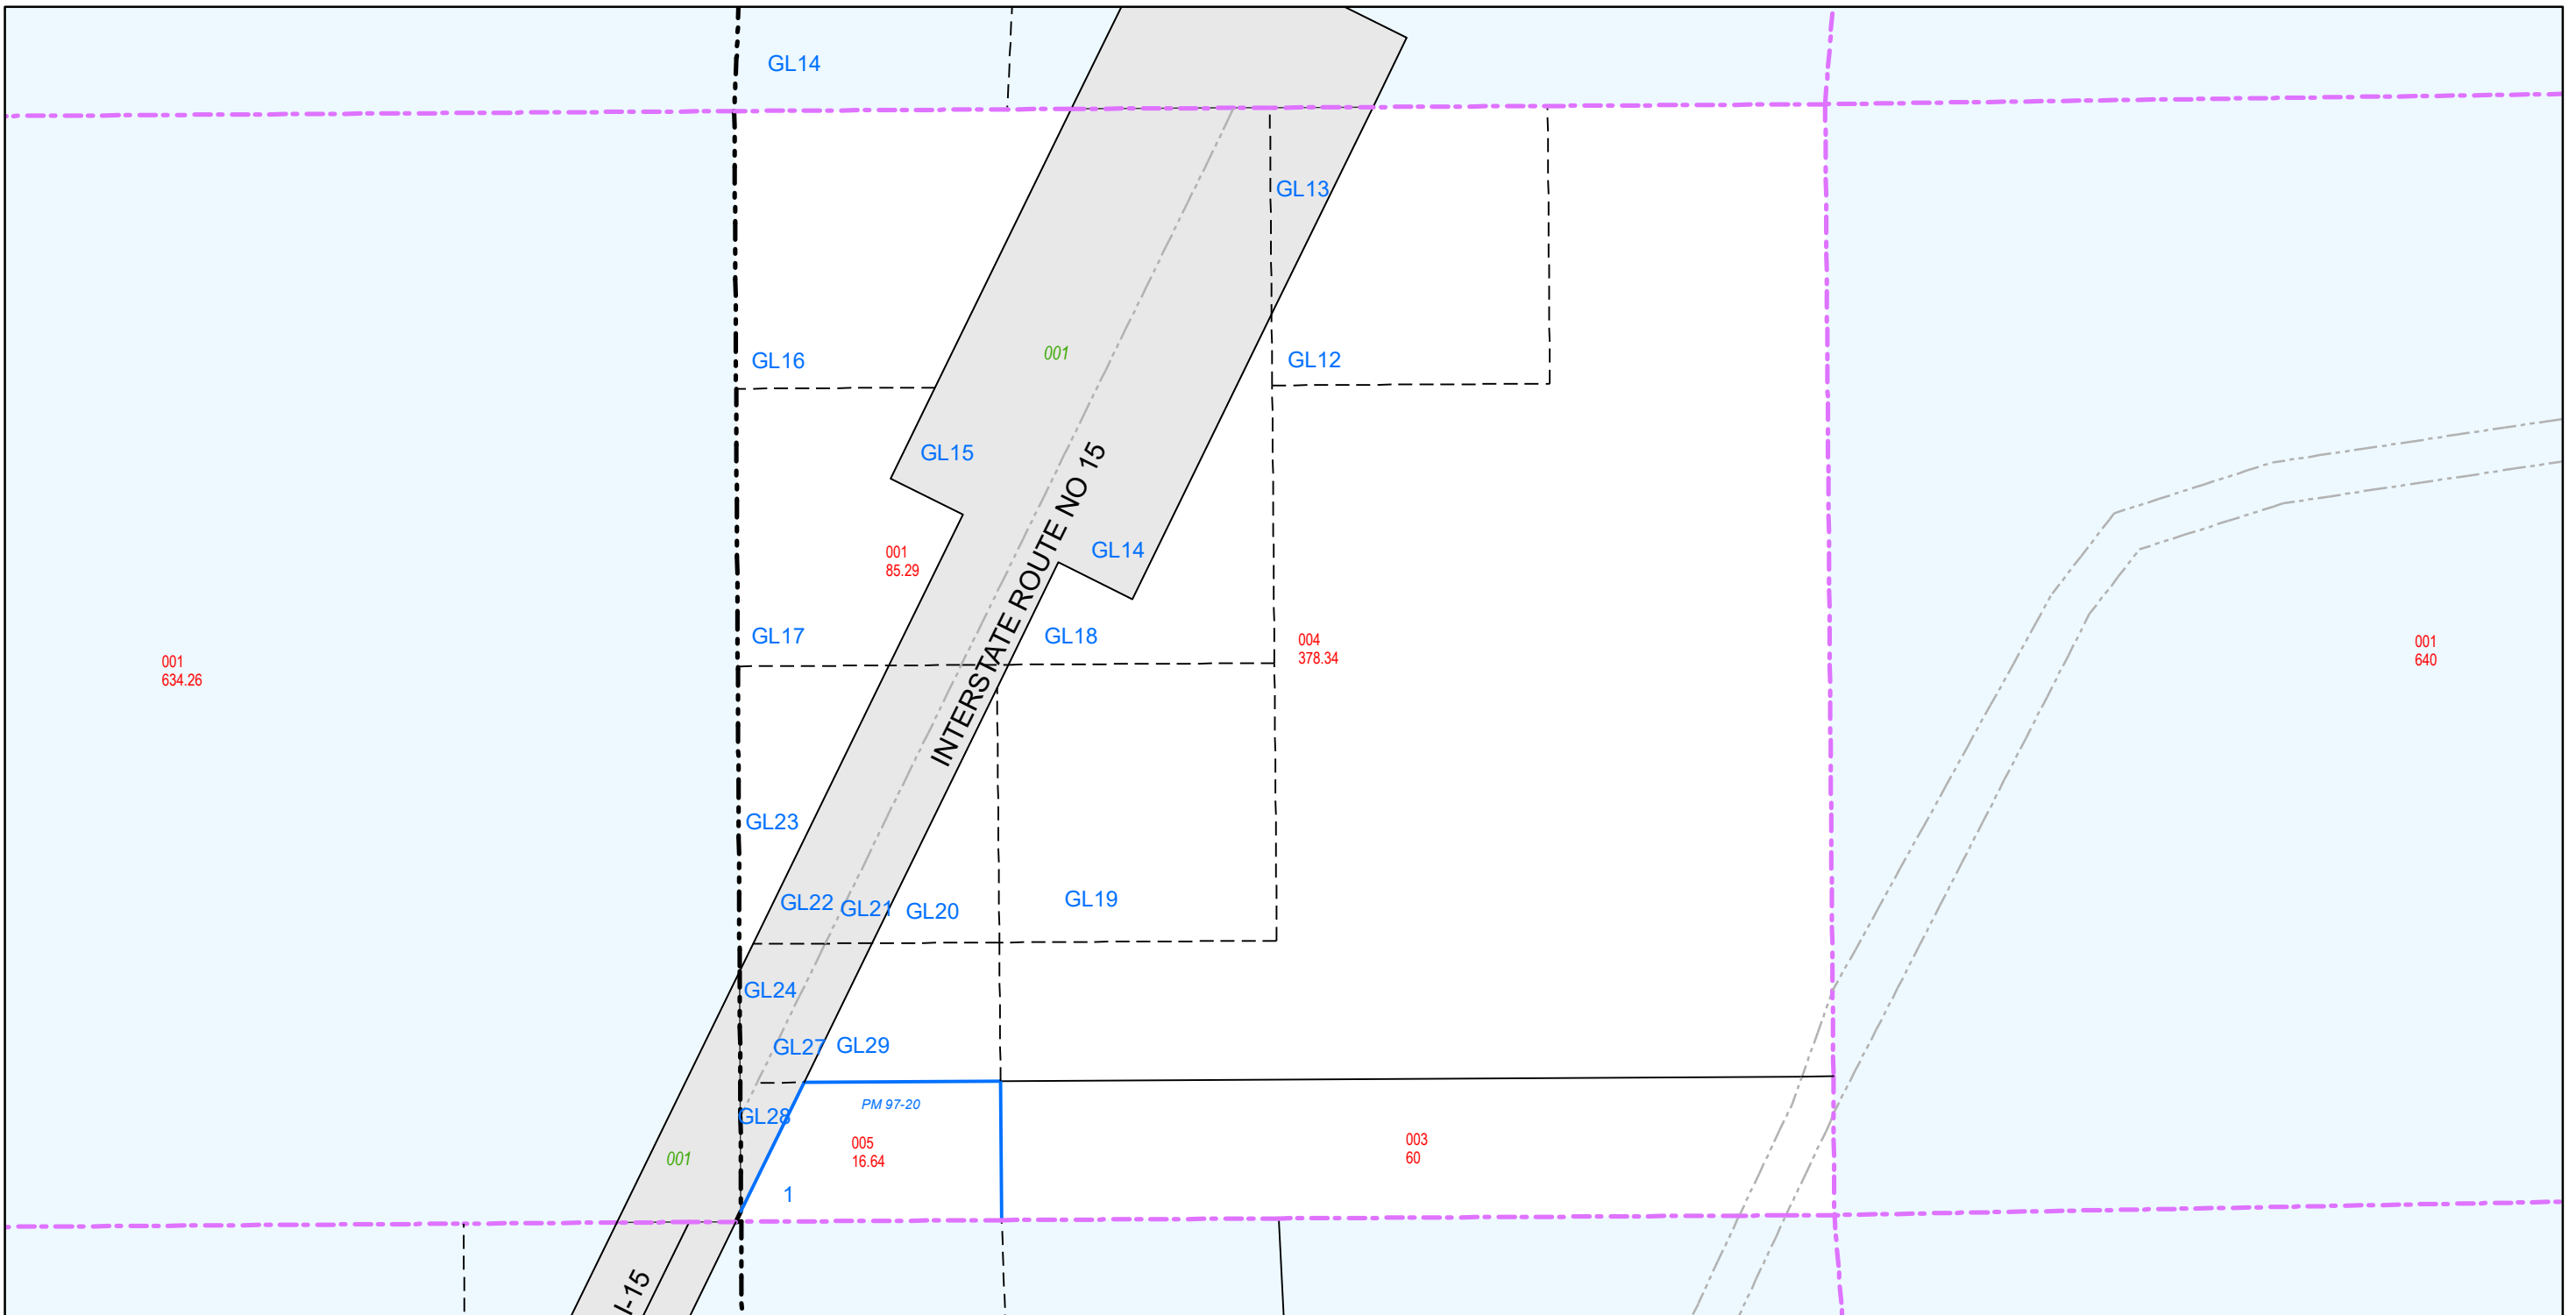 GL14
GL13
001
GL16
GL12
GL15
INTERSTATE ROUTE NO 15
GL14
001
85.29
GL17
GL18
004
378.34
001
640
001
634.26
GL23
GL22
GL21
GL20
GL19
GL24
GL27
GL29
PM 97-20
GL28
005
16.64
003
60
001
1
I-15